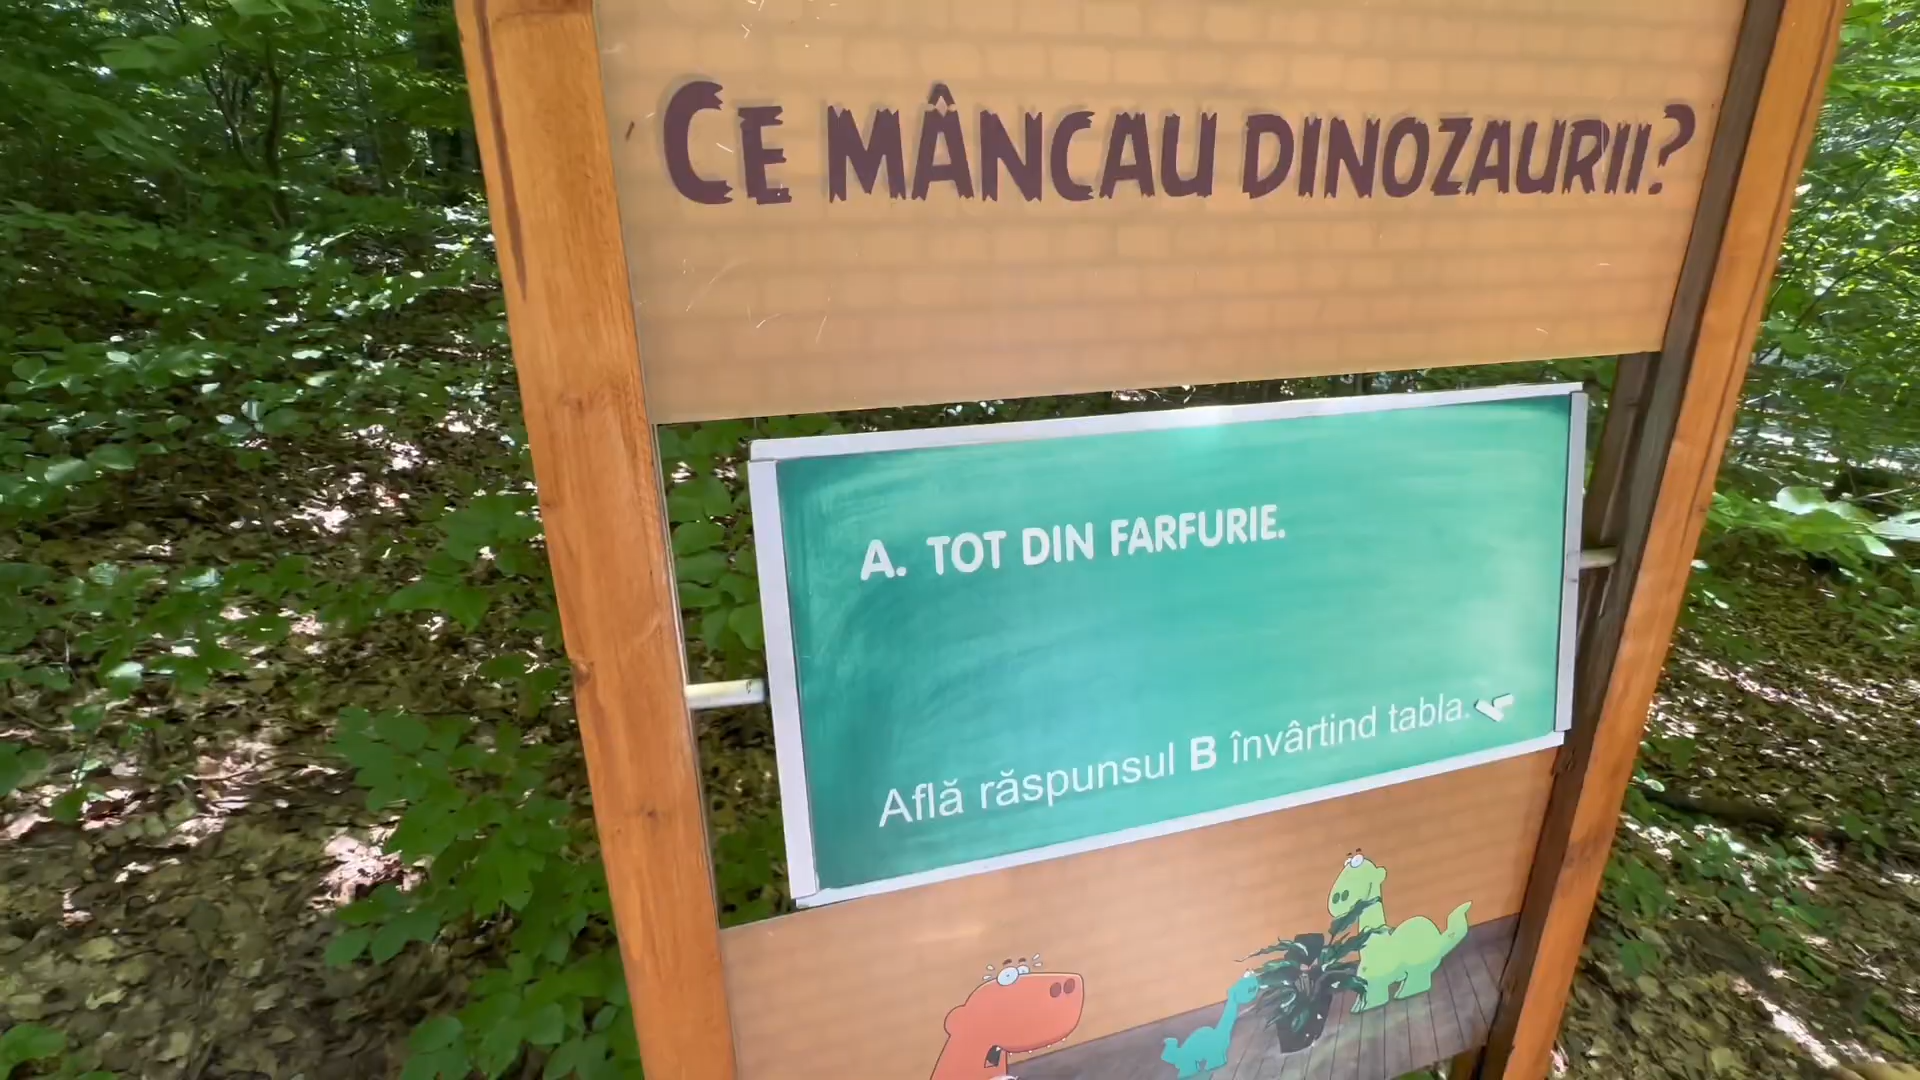 CE MÂNCAU DINOZAURII?
A. TOT DIN FARFURIE.
Află răspunsul B învârtind tabla.